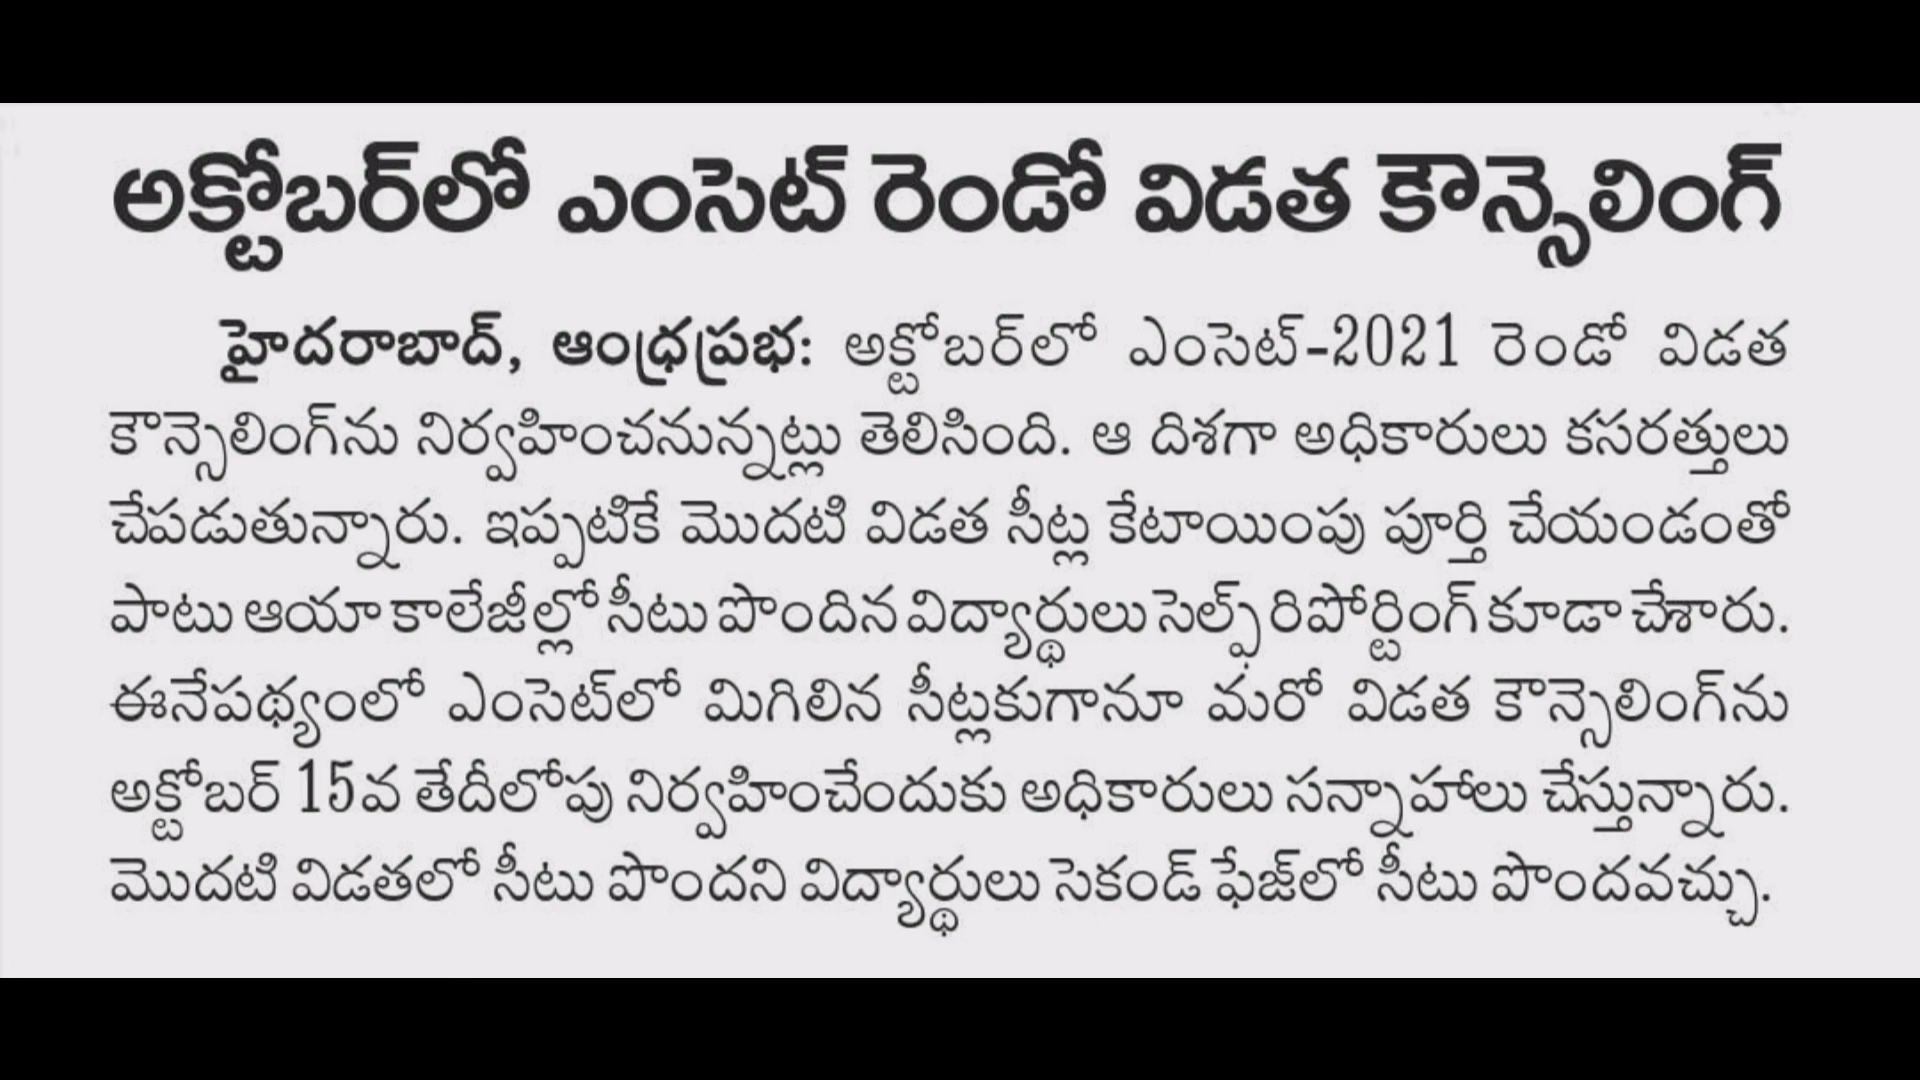 అక్టోబర్‌లో ఎంసెట్ రెండో విడత కౌన్సెలింగ్
హైదరాబాద్, ఆంధ్రప్రభ: అక్టోబర్‌లో ఎంసెట్-2021 రెండో విడత
కౌన్సెలింగ్‌ను నిర్వహించనున్నట్లు తెలిసింది. ఆ దిశగా అధికారులు కసరత్తులు
చేపడుతున్నారు. ఇప్పటికే మొదటి విడత సీట్ల కేటాయింపు పూర్తి చేయండంతో
పాటు ఆయా కాలేజీల్లో సీటు పొందిన విద్యార్థులు సెల్ఫ్ రిపోర్టింగ్ కూడా చేశారు.
ఈనేపథ్యంలో ఎంసెట్‌లో మిగిలిన సీట్లకుగానూ మరో విడత కౌన్సెలింగ్‌ను
అక్టోబర్ 15వ తేదీలోపు నిర్వహించేందుకు అధికారులు సన్నాహాలు చేస్తున్నారు.
మొదటి విడతలో సీటు పొందని విద్యార్థులు సెకండ్ ఫేజ్‌లో సీటు పొందవచ్చు.